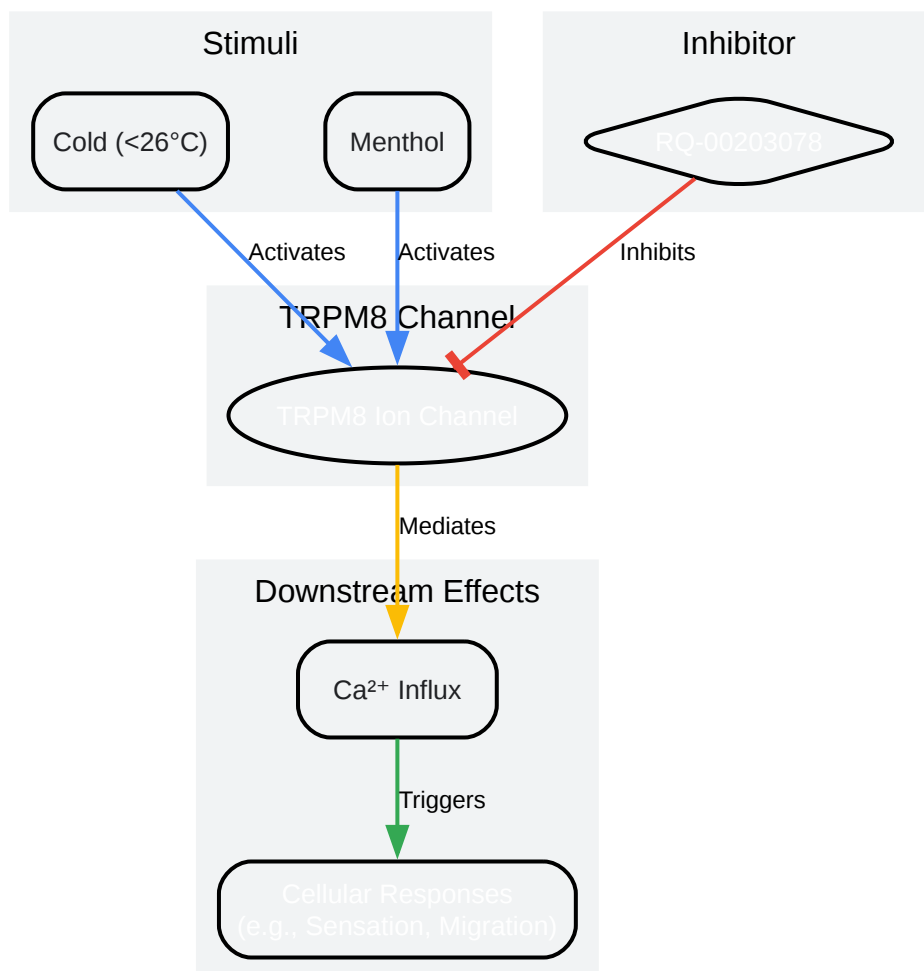 Stimuli
Inhibitor
Cold (<26°C)
Menthol
RQ-00203078
Activates
Activates
Inhibits
TRPM8 Channel
TRPM8 Ion Channel
Mediates
Downstream Effects
Ca²⁺ Influx
Triggers
Cellular Responses
(e.g., Sensation, Migration)